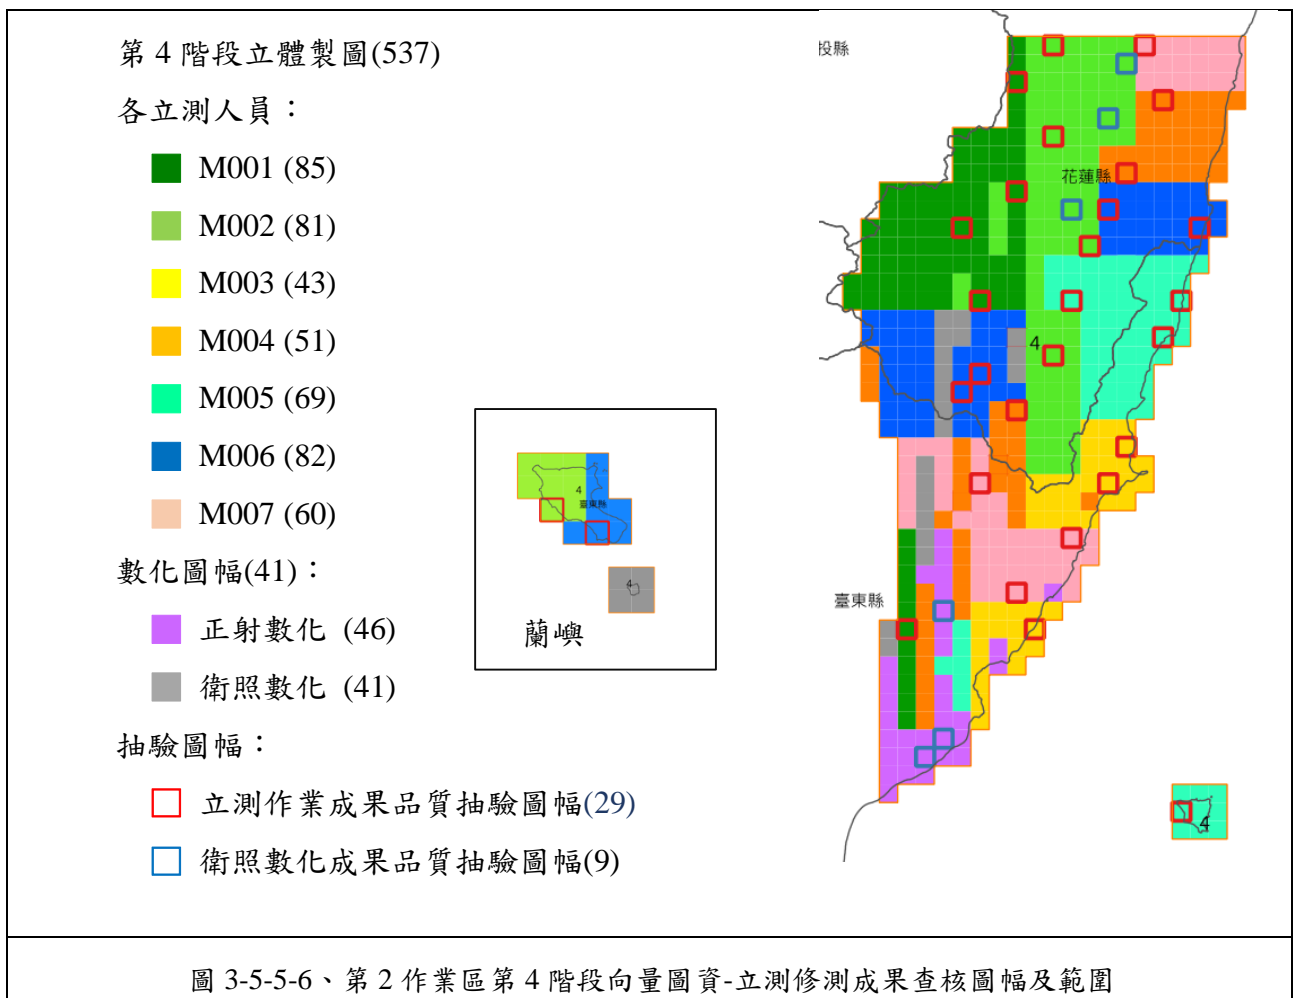 第 4 階段立體製圖(537)
各立測人員：
M001 (85)
M002 (81)
M003 (43)
M004 (51)
M005 (69)
M006 (82)
M007 (60)
數化圖幅(41)：
正射數化 (46)
衛照數化 (41)
抽驗圖幅：
立測作業成果品質抽驗圖幅(29)
衛照數化成果品質抽驗圖幅(9)
4
臺東縣
4
蘭嶼
投縣
花蓮縣
4
臺東縣
4
圖 3-5-5-6、第 2 作業區第 4 階段向量圖資-立測修測成果查核圖幅及範圍